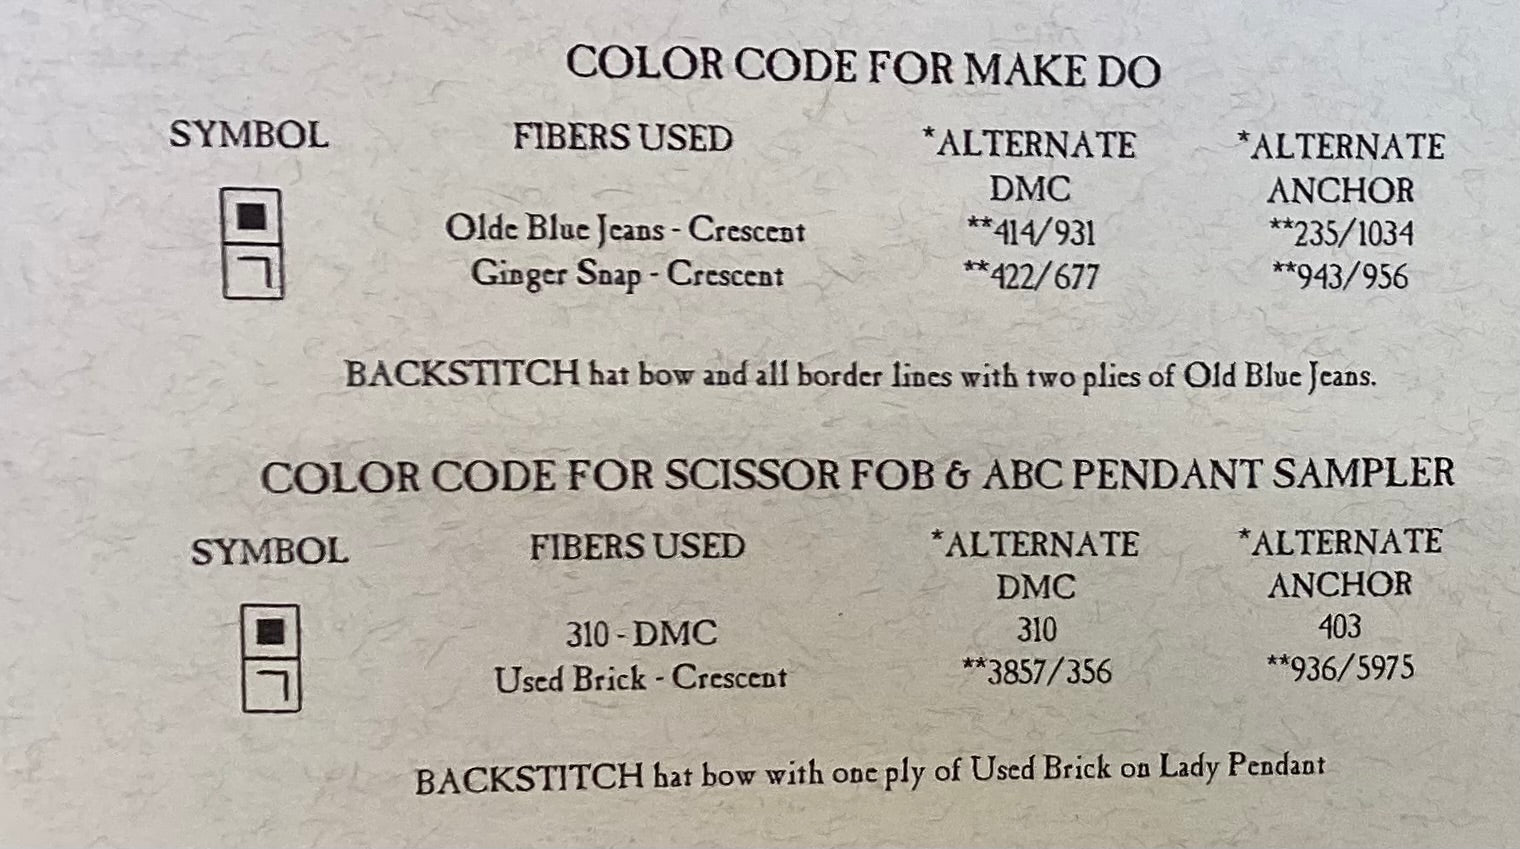 COLOR CODE FOR MAKE DO
SYMBOL FIBERS USED *ALTERNATE *ALTERNATE
DMC ANCHOR
Olde Blue Jeans - Crescent **414/931 **235/1034
Ginger Snap - Crescent **422/677 **943/956
BACKSTITCH hat bow and all border lines with two plies of Old Blue Jeans.
COLOR CODE FOR SCISSOR FOB & ABC PENDANT SAMPLER
SYMBOL FIBERS USED *ALTERNATE *ALTERNATE
DMC ANCHOR
310 - DMC 310 403
Used Brick - Crescent **3857/356 **936/5975
BACKSTITCH hat bow with one ply of Used Brick on Lady Pendant